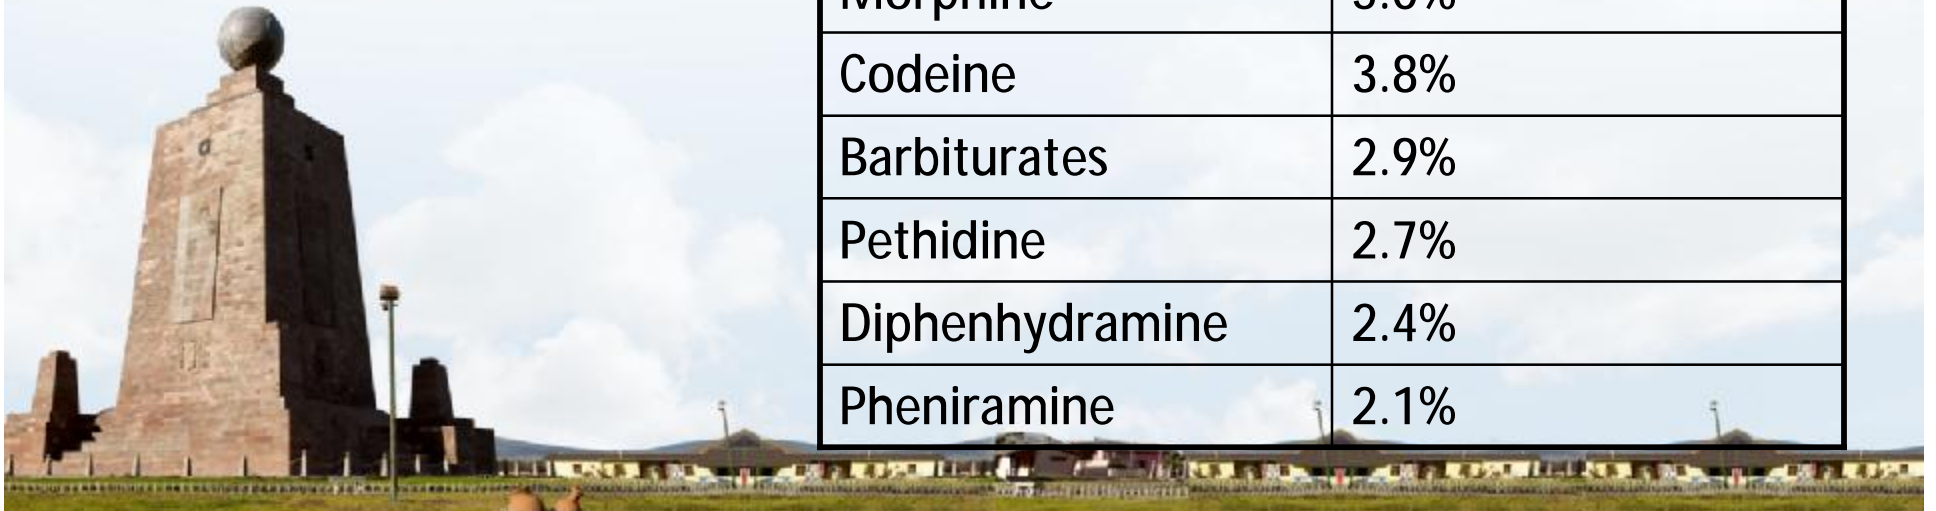 Codeine 3.8%
Barbiturates 2.9%
Pethidine 2.7%
Diphenhydramine 2.4%
Pheniramine 2.1%